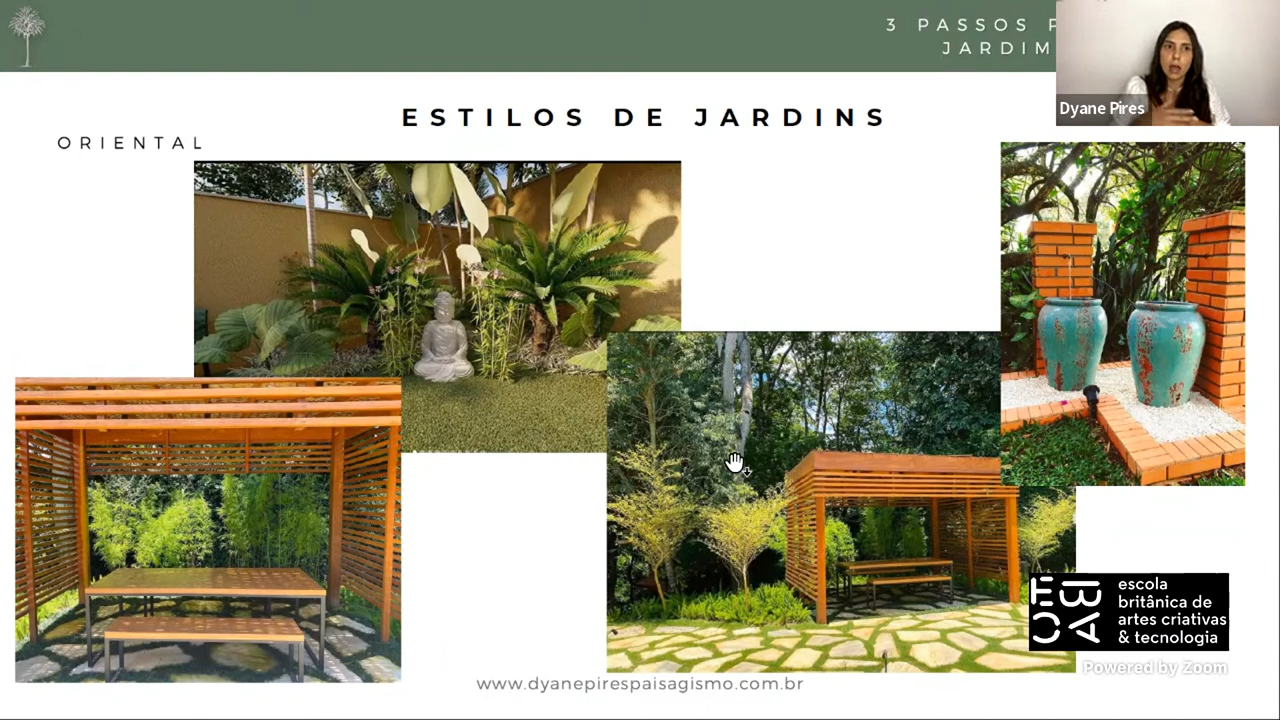 3 PASSOS
JARDIM
Dyane Pires
ESTILOS DE JARDINS
ORIENTAL
escola
britânica de
artes criativas
& tecnologia
Powered by Zoom
www.dyanepirespaisagismo.com.br